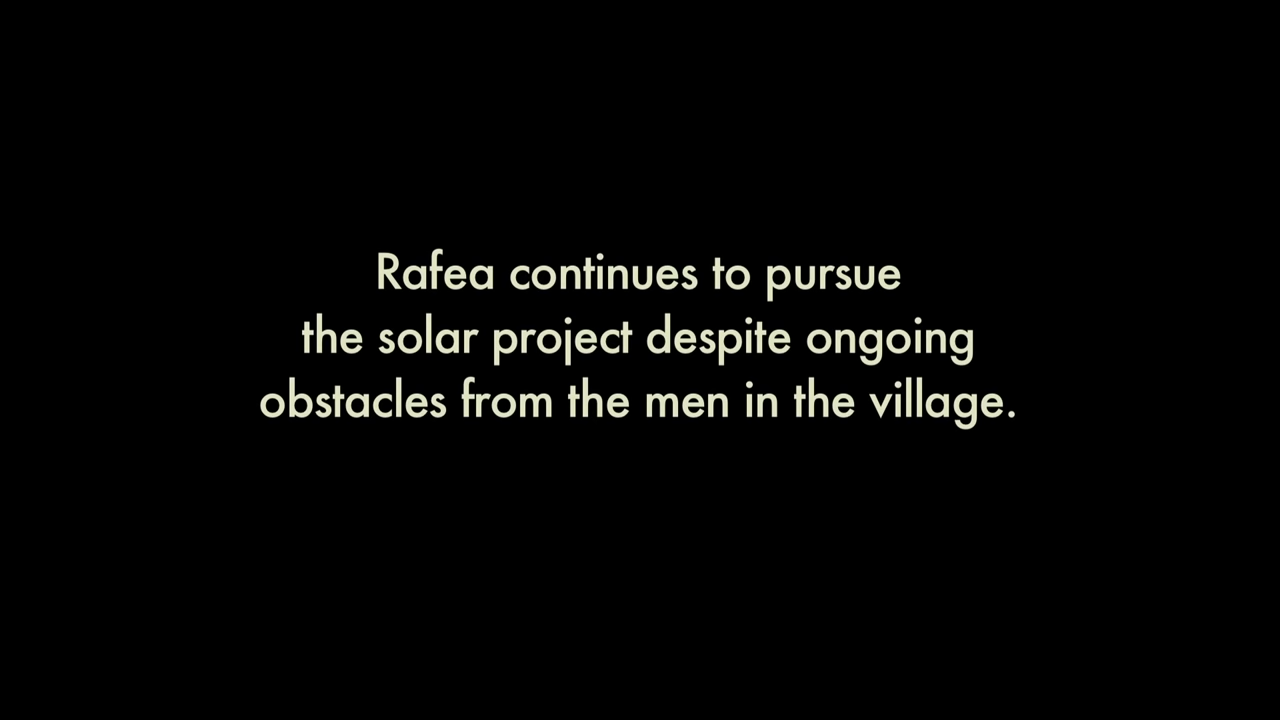 Rafea continues to pursue
the solar project despite ongoing
obstacles from the men in the village.